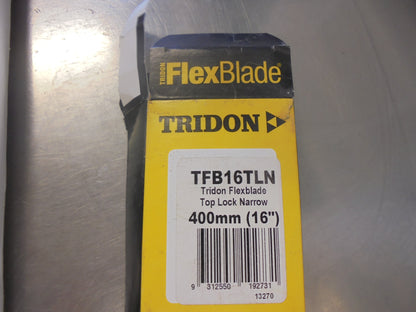 TRIDON FlexBlade®
TRIDON
TFB16TLN
Tridon Flexblade
Top Lock Narrow
400mm (16")
9 312550 192731
13270